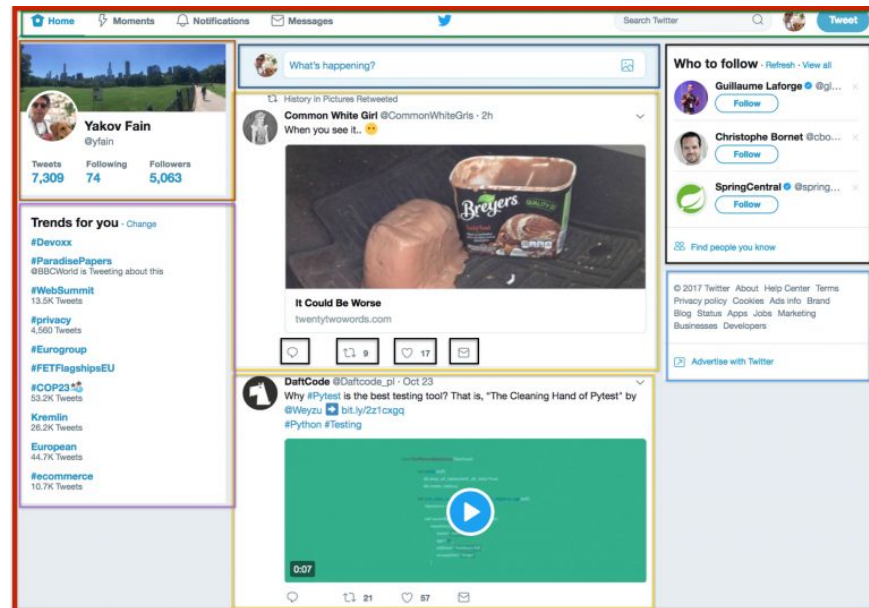 Home Moments Notifications Messages Search Twitter Tweet
Yakov Fain
@yfain
Tweets Following Followers
7,309 74 5,063
Trends for you · Change
#Devoxx
#ParadisePapers
@BBCWorld is Tweeting about this
#WebSummit
13.5K Tweets
#privacy
4,560 Tweets
#Eurogroup
#FETFlagshipsEU
#COP23
53.2K Tweets
Kremlin
26.2K Tweets
European
44.7K Tweets
#ecommerce
10.7K Tweets
What's happening?
History In Pictures Retweeted
Common White Girl @CommonWhiteGrls · 2h
When you see it.. 😶
Breyers
It Could Be Worse
twentytwowords.com
9 17
DaftCode @Daftcode_pl · Oct 23
Why #Pytest is the best testing tool? That is, "The Cleaning Hand of Pytest" by
@Weyzu ➡️ bit.ly/2z1cxgq
#Python #Testing
0:07
21 57
Who to follow · Refresh · View all
Guillaume Laforge @gl...
Follow
Christophe Bornet @cbo...
Follow
SpringCentral @spring...
Follow
Find people you know
© 2017 Twitter About Help Center Terms
Privacy policy Cookies Ads info Brand
Blog Status Apps Jobs Marketing
Businesses Developers
Advertise with Twitter